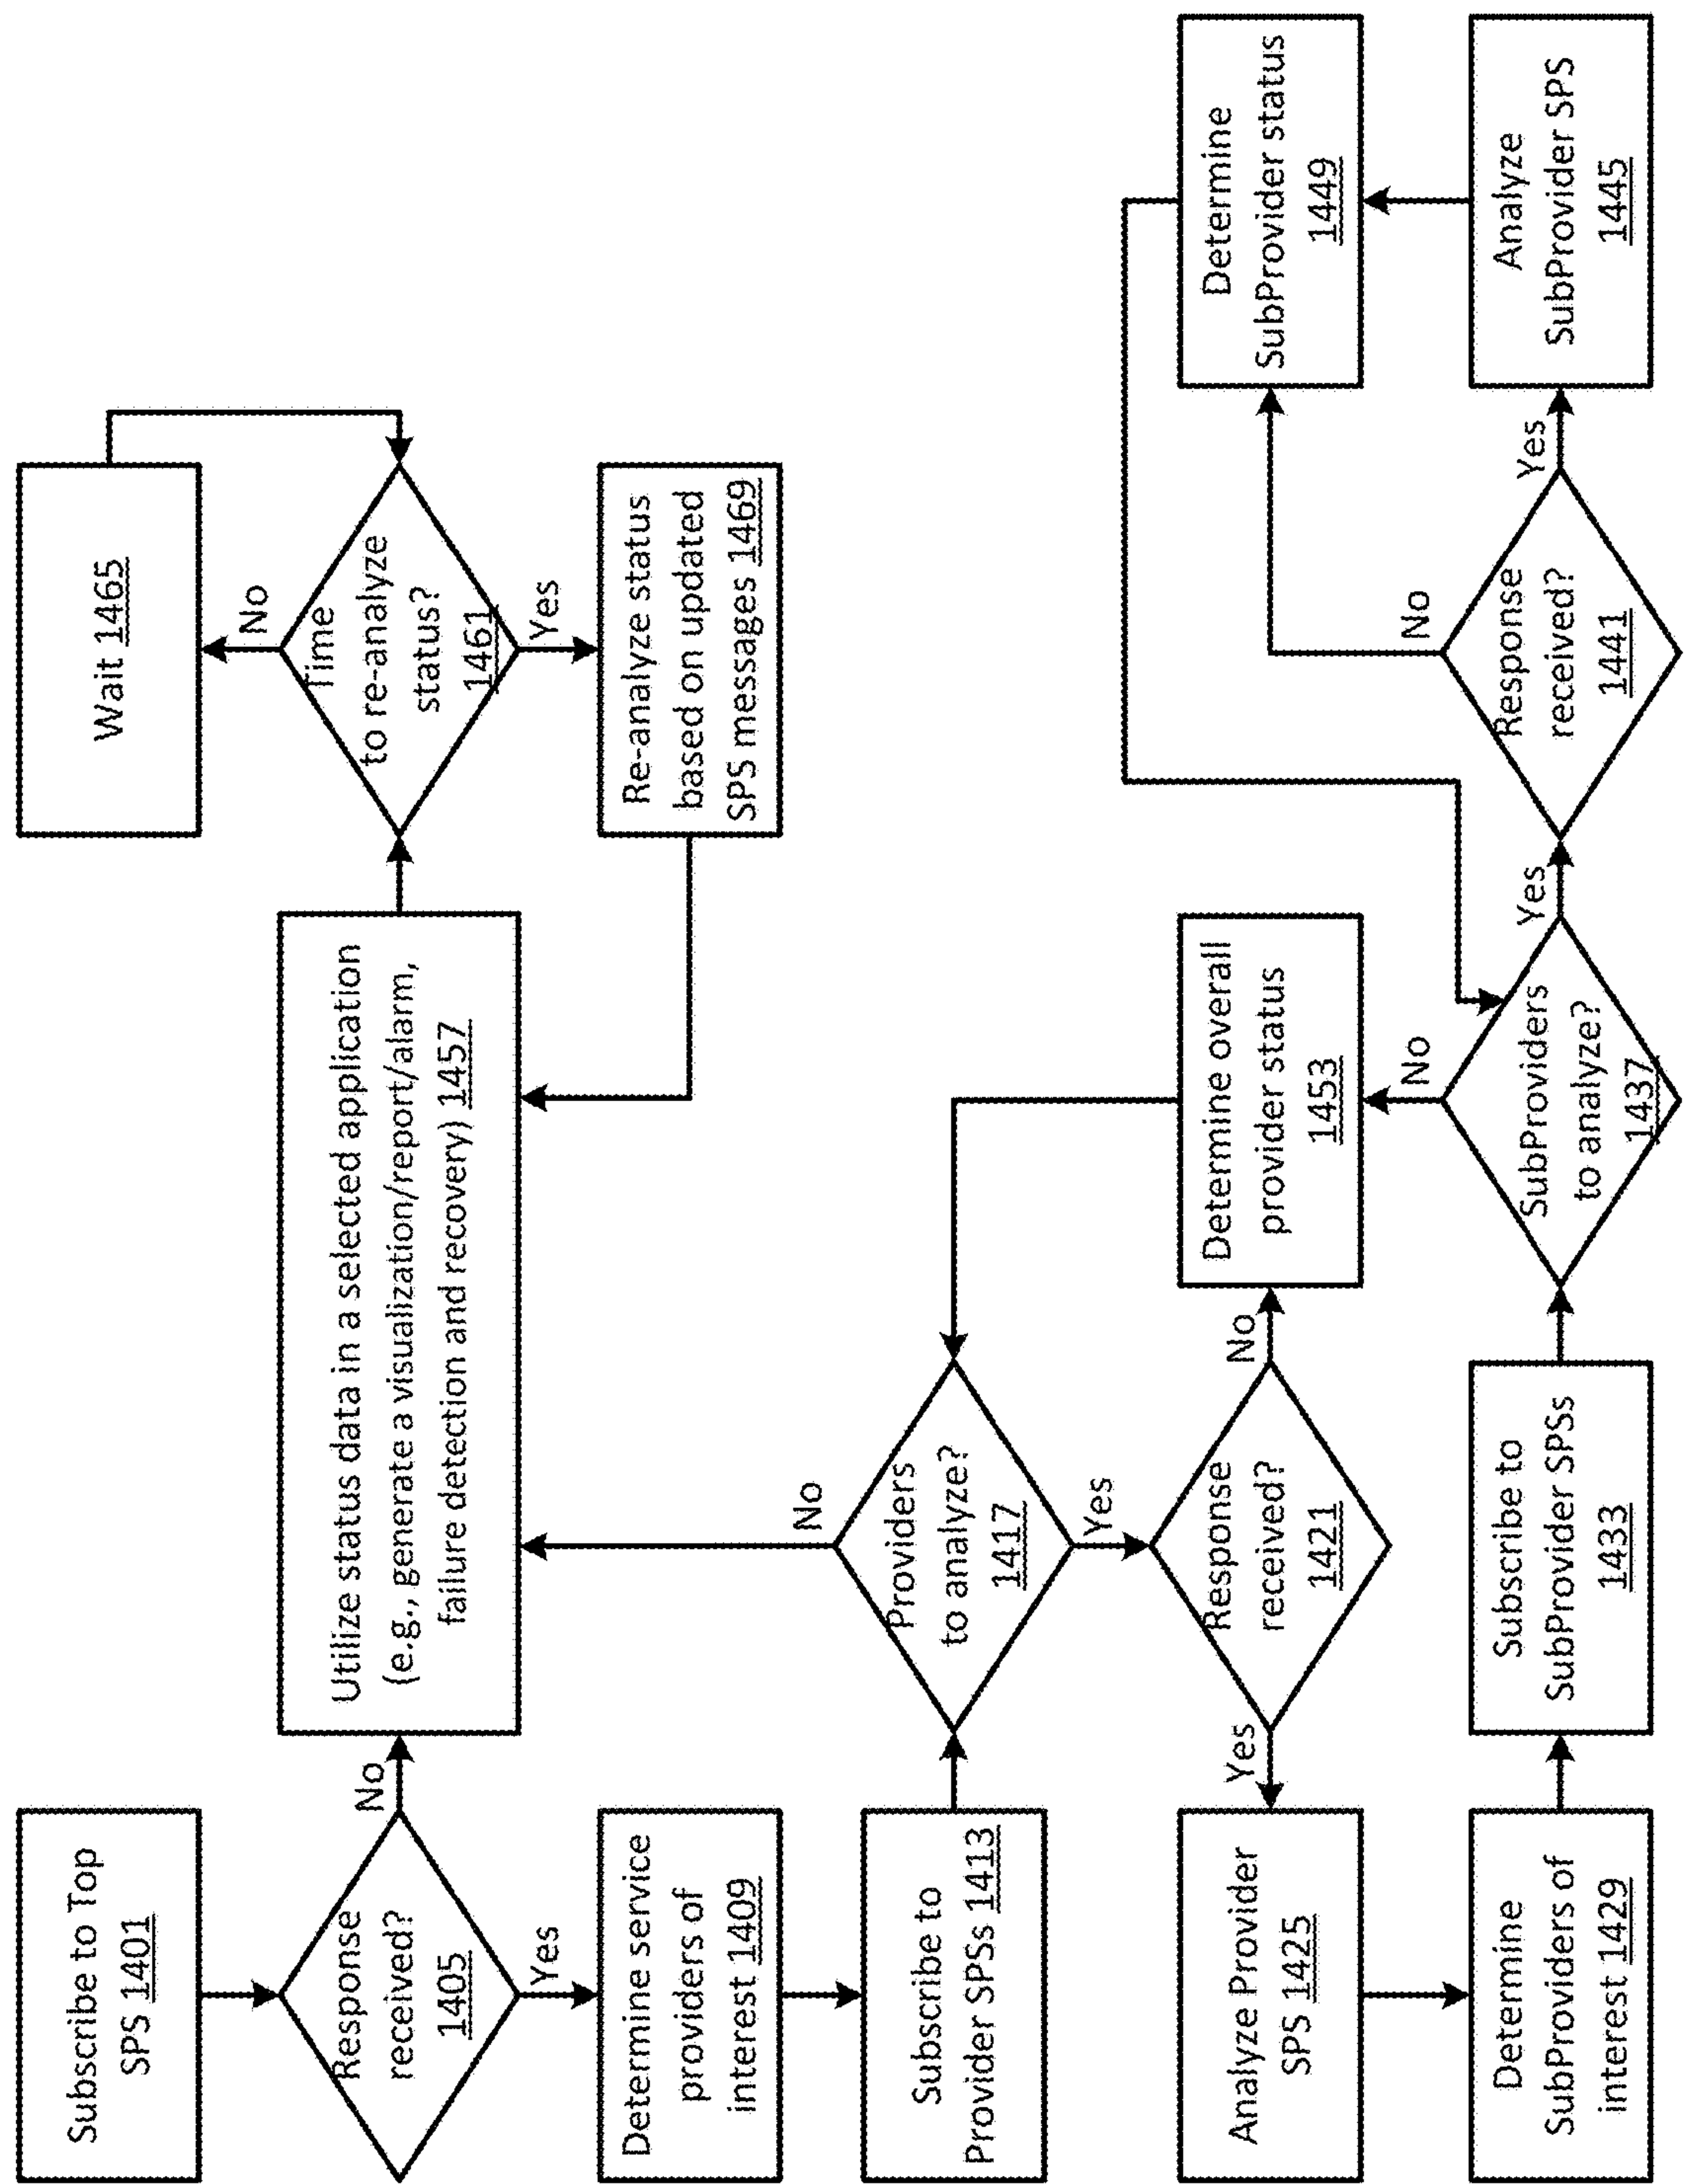 Subscribe to Top
SPS 1401
Response
received?
1405
No
Yes
Determine service
providers of
interest 1409
Subscribe to
Provider SPSs 1413
Providers
to analyze?
1417
No
Yes
Response
received?
1421
Yes
No
Analyze Provider
SPS 1425
Determine
SubProviders of
interest 1429
Subscribe to
SubProvider SPSs
1433
SubProviders
to analyze?
1437
No
Yes
Response
received?
1441
No
Yes
Analyze
SubProvider SPS
1445
Determine
SubProvider status
1449
Determine overall
provider status
1453
Utilize status data in a selected application
(e.g., generate a visualization/report/alarm,
failure detection and recovery) 1457
Time
to re-analyze
status?
1461
No
Yes
Wait 1465
Re-analyze status
based on updated
SPS messages 1469